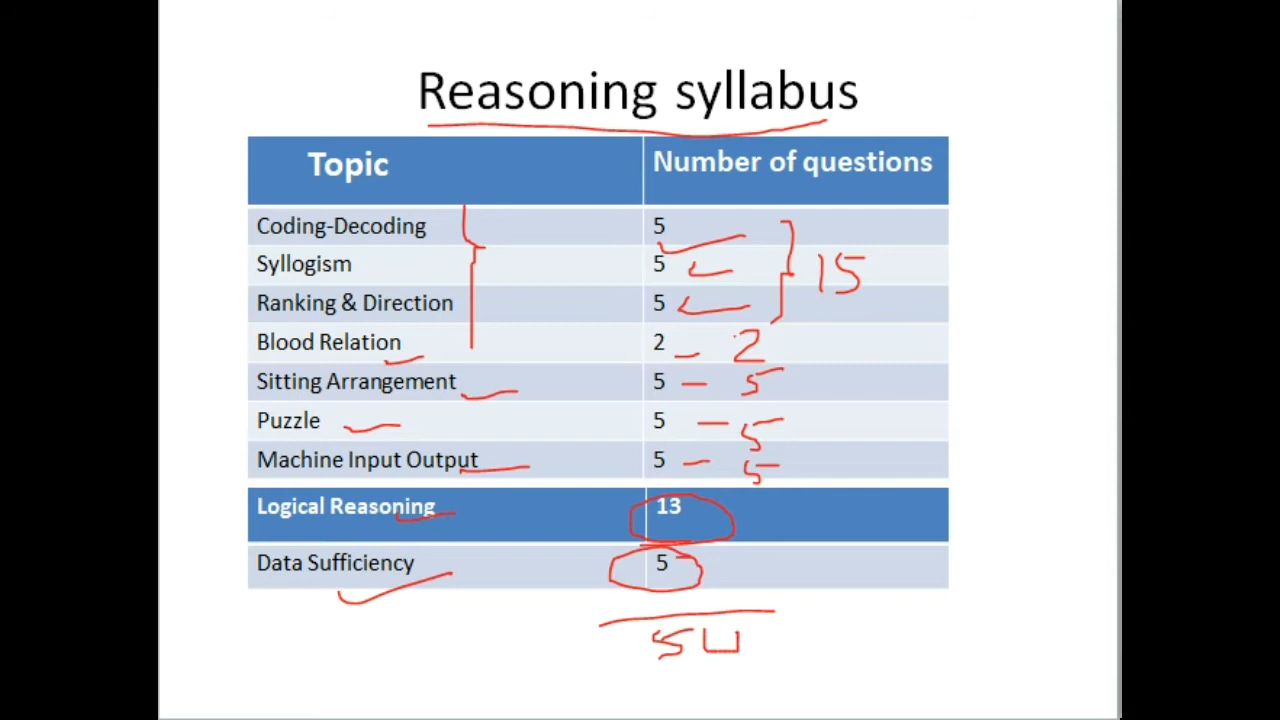 Reasoning syllabus
Topic Number of questions
Coding-Decoding 5
Syllogism 5
Ranking & Direction 5
15
Blood Relation 2 - 2
Sitting Arrangement 5 - 5
Puzzle 5 - 5
Machine Input Output 5 - 5
Logical Reasoning 13
Data Sufficiency 5